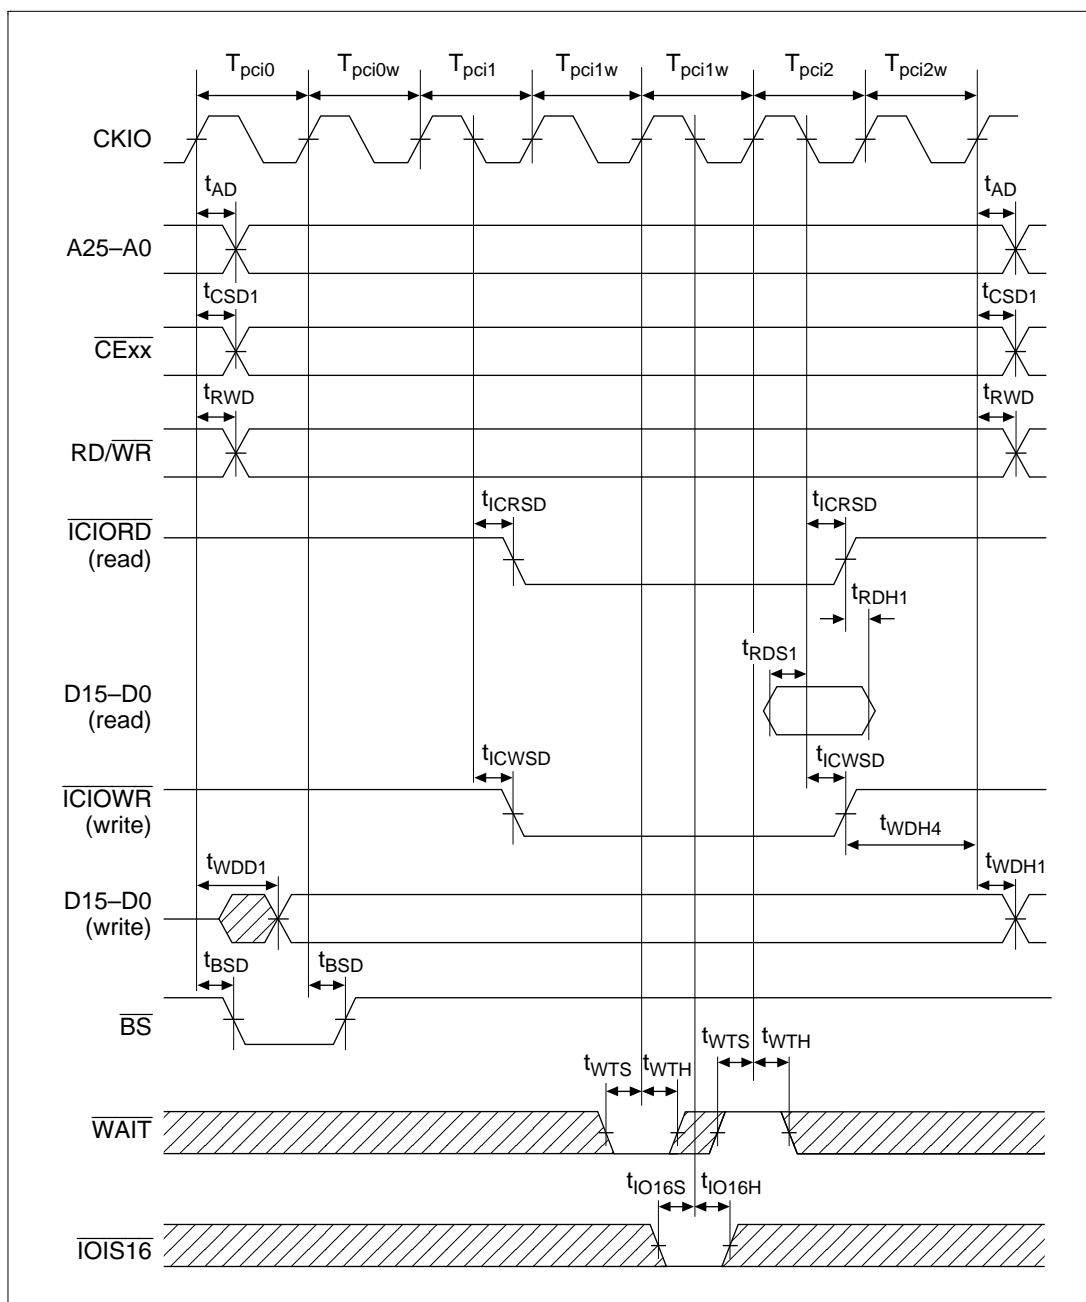 Tpci0 Tpci0w Tpci1 Tpci1w Tpci1w Tpci2 Tpci2w
CKIO
tAD tAD
A25–A0
tCSD1 tCSD1
CExx
tRWD tRWD
RD/WR
tICRSD tICRSD
ICIORD
(read)
tRDH1
tRDS1
D15–D0
(read)
tICWSD tICWSD
ICIOWR
(write)
tWDH4
tWDD1 tWDH1
D15–D0
(write)
tBSD tBSD
BS
tWTS tWTH
tWTS tWTH
WAIT
tIO16S tIO16H
IOIS16